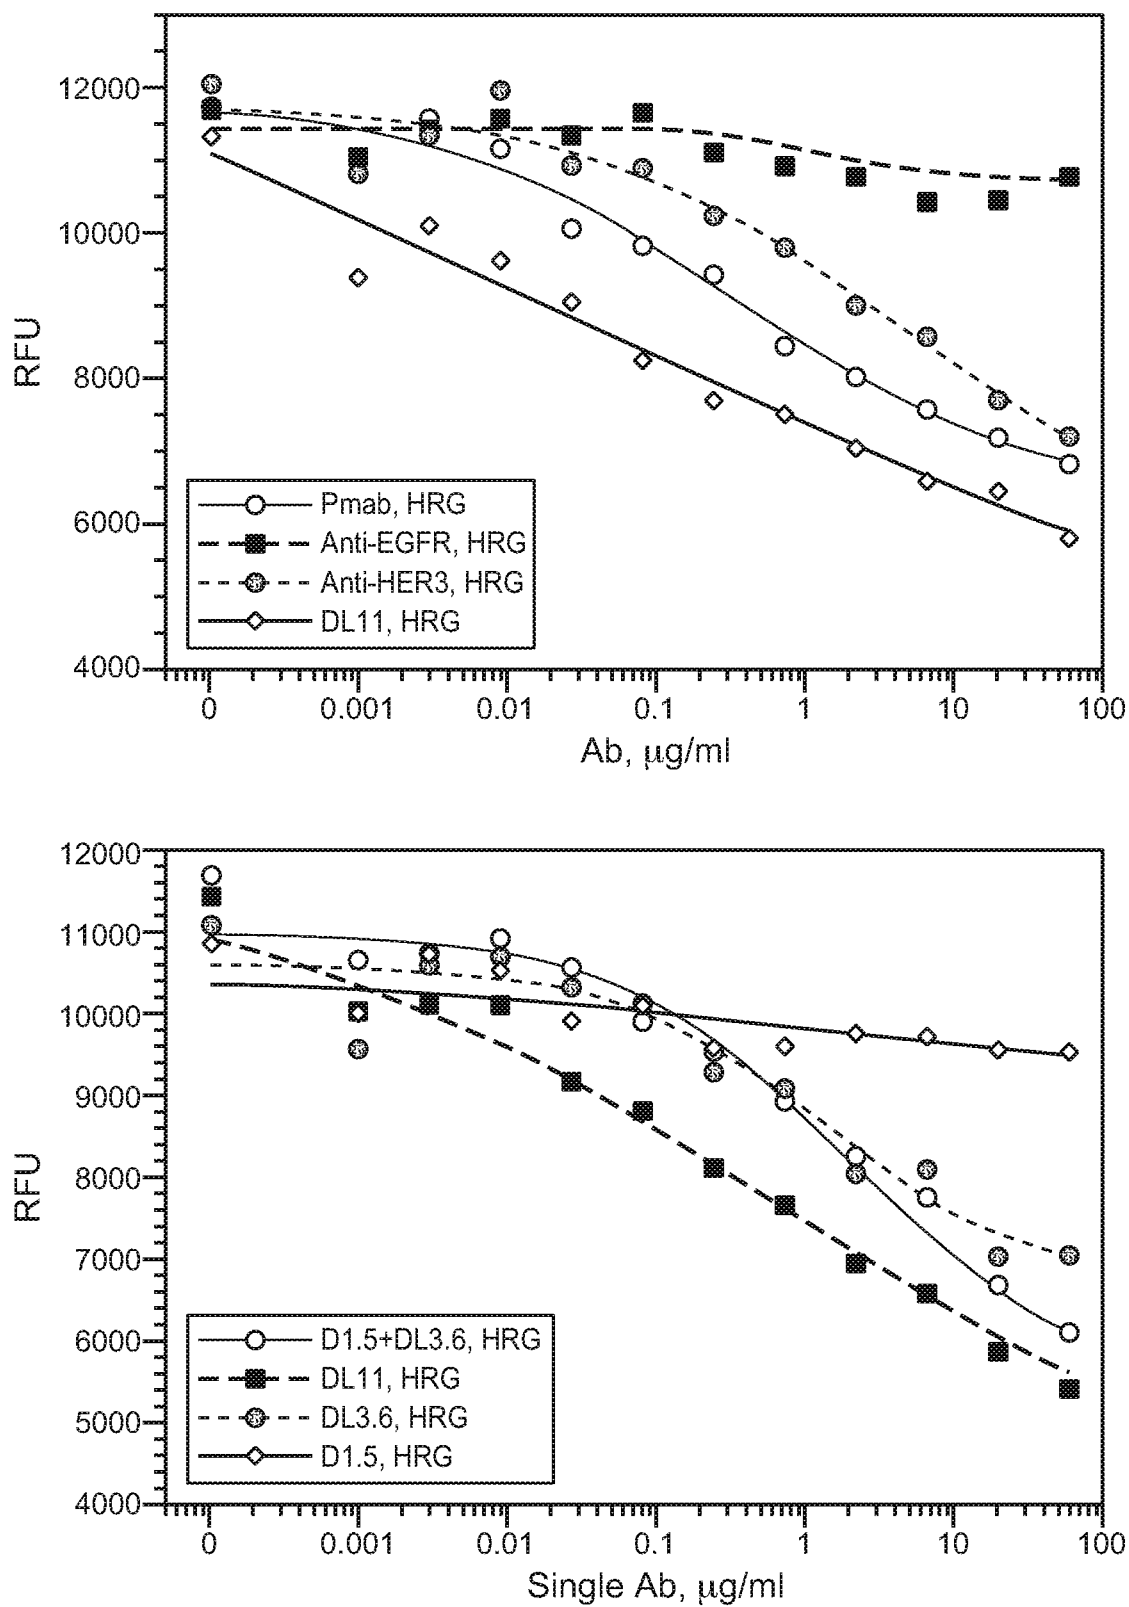 12000
10000
8000
6000
4000
RFU
Pmab, HRG
Anti-EGFR, HRG
Anti-HER3, HRG
DL11, HRG
0 0.001 0.01 0.1 1 10 100
Ab, μg/ml
12000
11000
10000
9000
8000
7000
6000
5000
4000
RFU
D1.5+DL3.6, HRG
DL11, HRG
DL3.6, HRG
D1.5, HRG
0 0.001 0.01 0.1 1 10 100
Single Ab, μg/ml